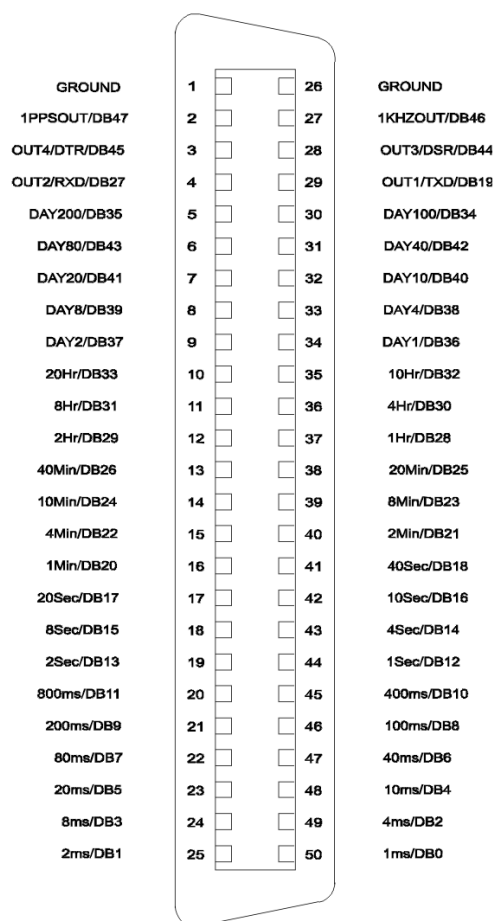 GROUND 1 26 GROUND
1PPSOUT/DB47 2 27 1KHZOUT/DB46
OUT4/DTR/DB45 3 28 OUT3/DSR/DB44
OUT2/RXD/DB27 4 29 OUT1/TXD/DB19
DAY200/DB35 5 30 DAY100/DB34
DAY80/DB43 6 31 DAY40/DB42
DAY20/DB41 7 32 DAY10/DB40
DAY8/DB39 8 33 DAY4/DB38
DAY2/DB37 9 34 DAY1/DB36
20Hr/DB33 10 35 10Hr/DB32
8Hr/DB31 11 36 4Hr/DB30
2Hr/DB29 12 37 1Hr/DB28
40Min/DB26 13 38 20Min/DB25
10Min/DB24 14 39 8Min/DB23
4Min/DB22 15 40 2Min/DB21
1Min/DB20 16 41 40Sec/DB18
20Sec/DB17 17 42 10Sec/DB16
8Sec/DB15 18 43 4Sec/DB14
2Sec/DB13 19 44 1Sec/DB12
800ms/DB11 20 45 400ms/DB10
200ms/DB9 21 46 100ms/DB8
80ms/DB7 22 47 40ms/DB6
20ms/DB5 23 48 10ms/DB4
8ms/DB3 24 49 4ms/DB2
2ms/DB1 25 50 1ms/DB0